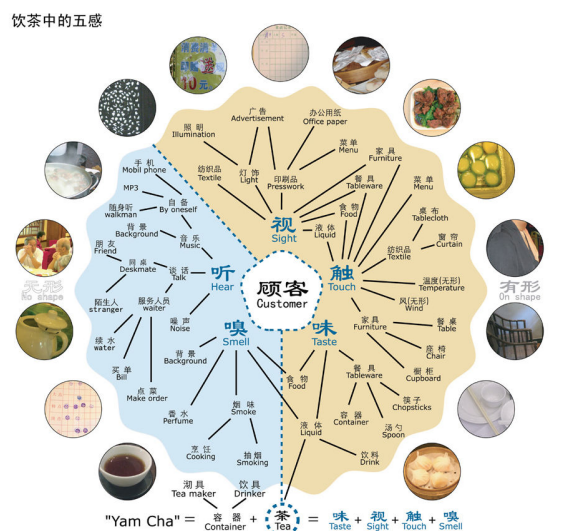 饮茶中的五感
清表消
10元
办公用纸
Office paper
广告
Advertisement
照明
Illumination
菜单
Menu
家具
Furniture
手机
Mobil phone
纺织品
Textile
灯饰
Light
印刷品
Presswork
餐具
Tableware
菜单
Menu
MP3
自备
By oneself
随身听
walkman
食物
Food
桌布
Tablecloth
视
Sight
液体
Liquid
背景
Background
音乐
Music
窗帘
Curtain
纺织品
Textile
朋友
Friend
同桌
Deskmate
谈话
Talk
听
Hear
触
Touch
温度(无形)
Temperature
无形
No shape
顾客
Customer
有形
On shape
陌生人
stranger
服务人员
waiter
风(无形)
Wind
噪声
Noise
嗅
Smell
味
Taste
家具
Furniture
餐桌
Table
续水
water
背景
Background
座椅
Chair
买单
Bill
食物
Food
餐具
Tableware
橱柜
Cupboard
点菜
Make order
筷子
Chopsticks
香水
Perfume
烟味
Smoke
容器
Container
汤勺
Spoon
液体
Liquid
烹饪
Cooking
抽烟
Smoking
饮料
Drink
沏具
Tea maker
饮具
Drinker
"Yam Cha" = 容器 Container + 茶 Tea = 味 Taste + 视 Sight + 触 Touch + 嗅 Smell